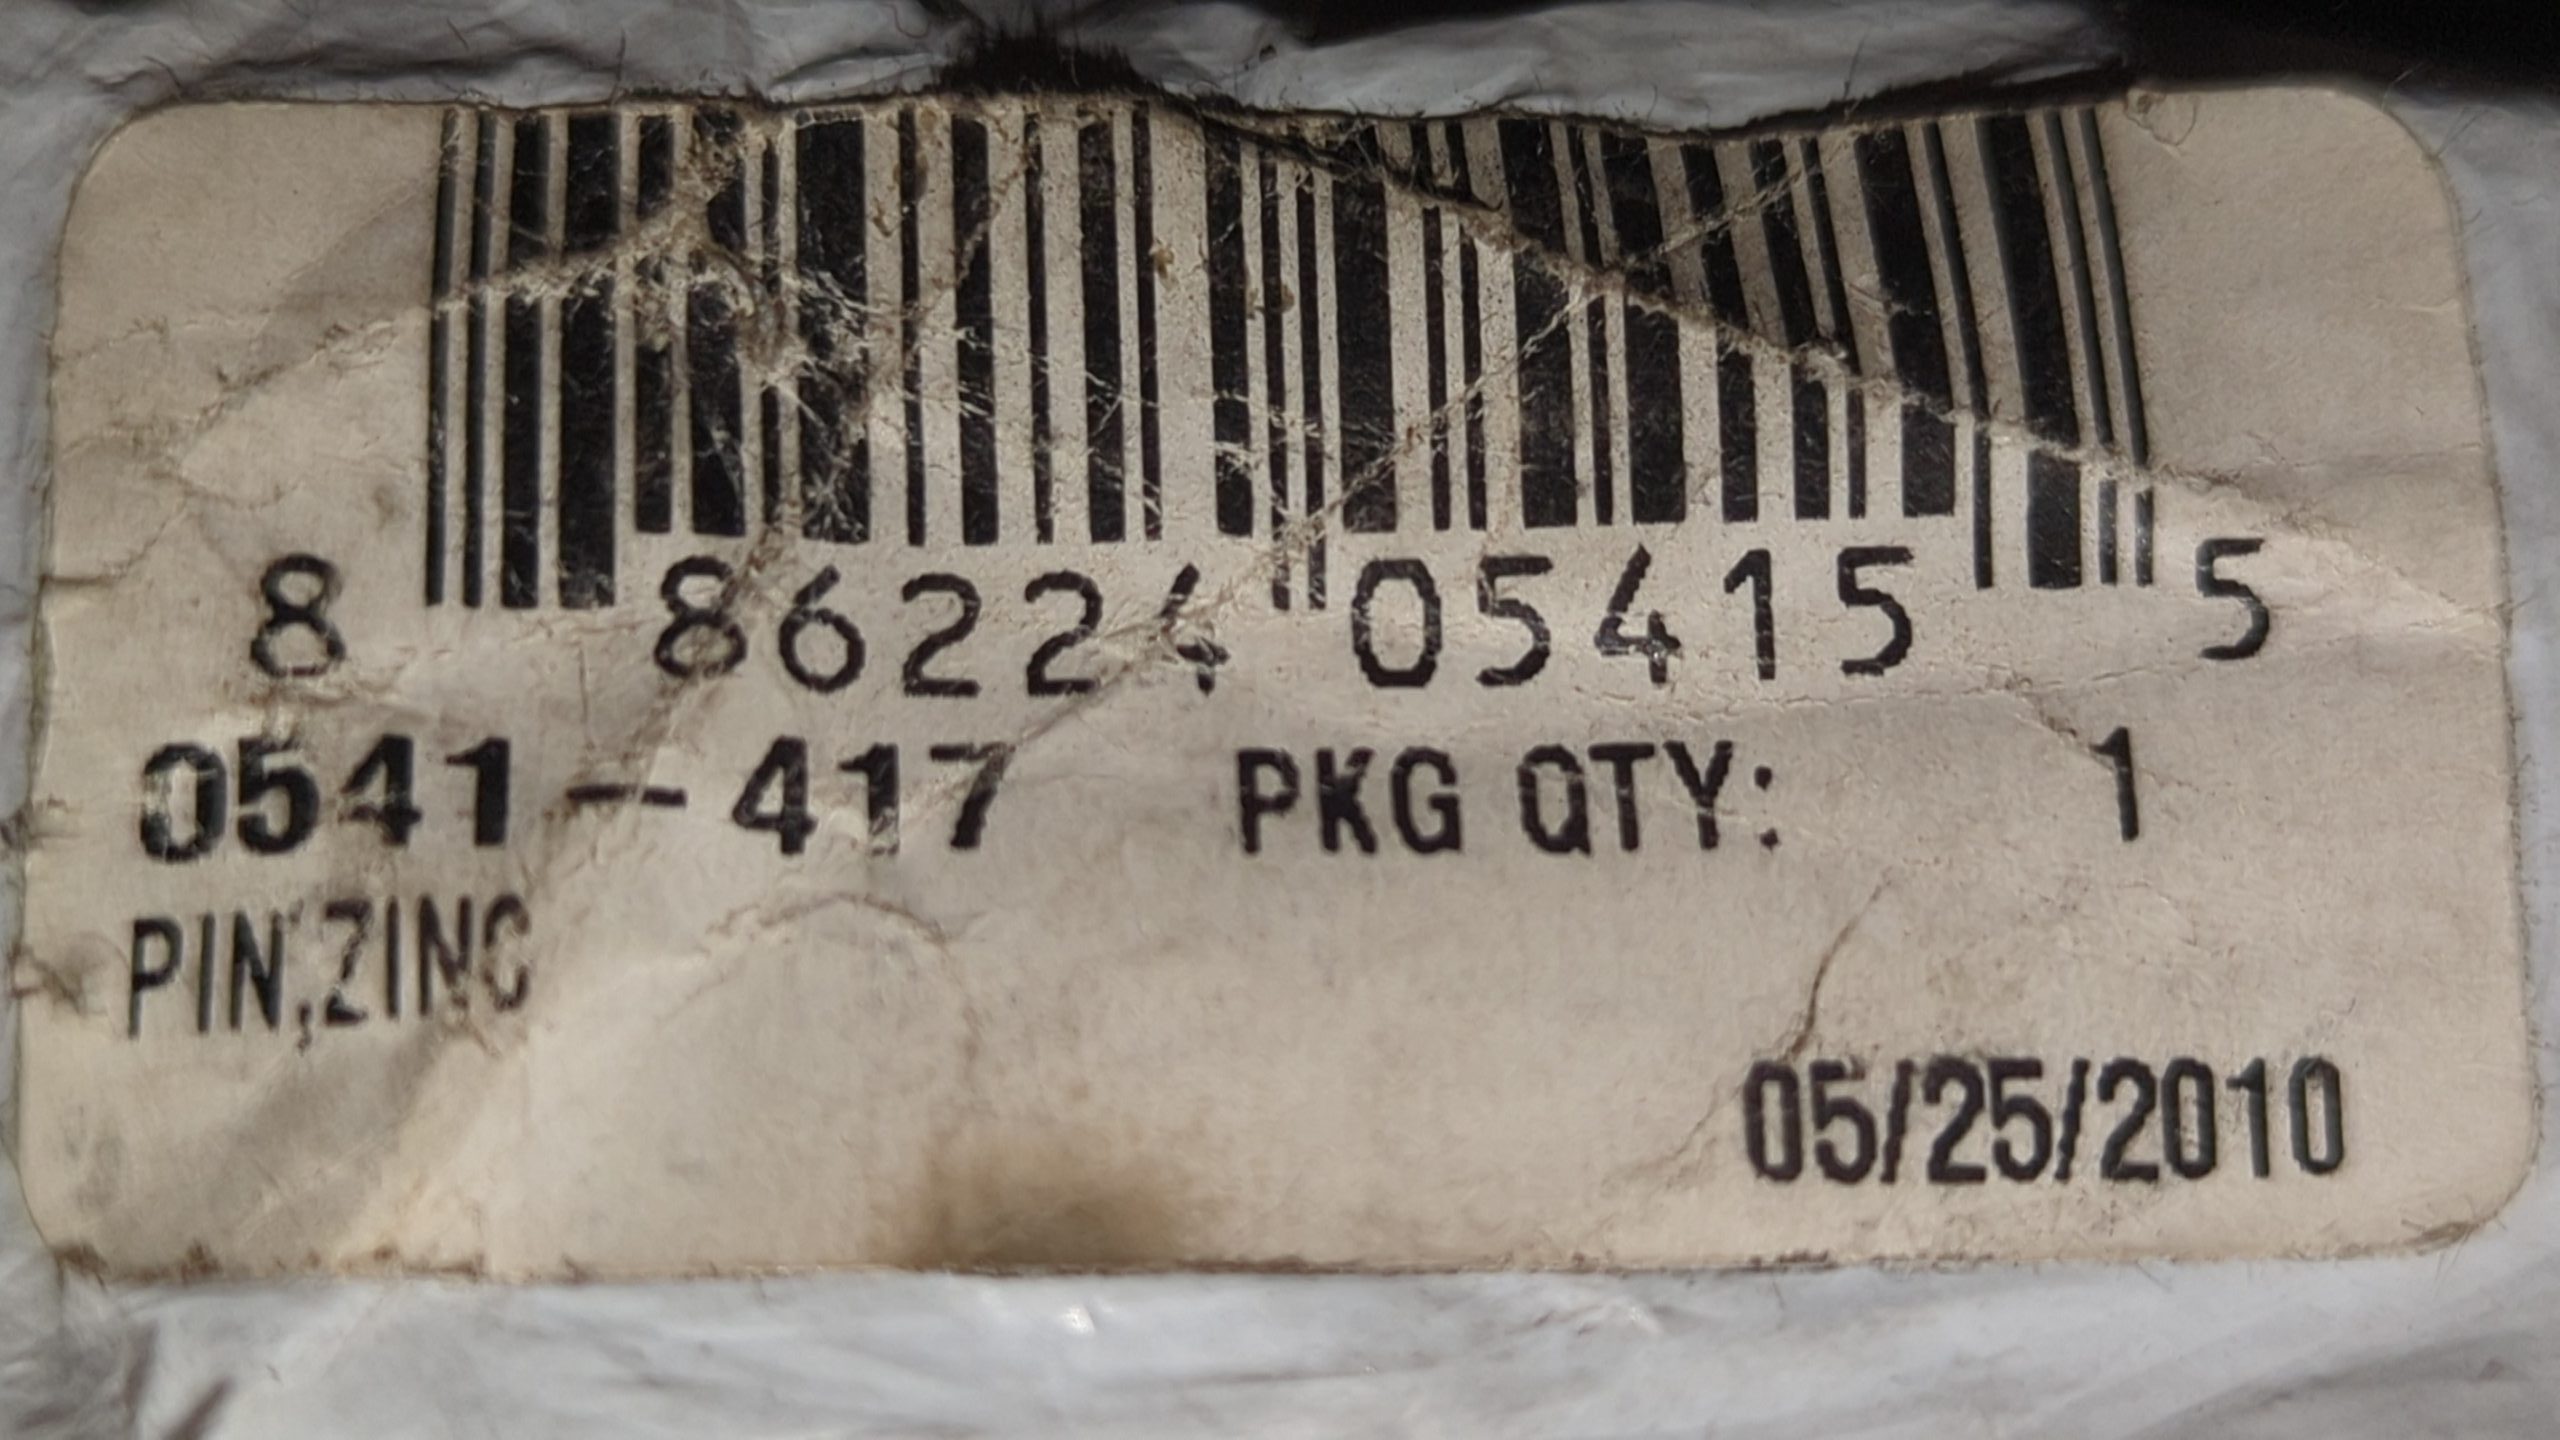 8 86224 05415 5
0541-417 PKG QTY: 1
PIN,ZINC
05/25/2010